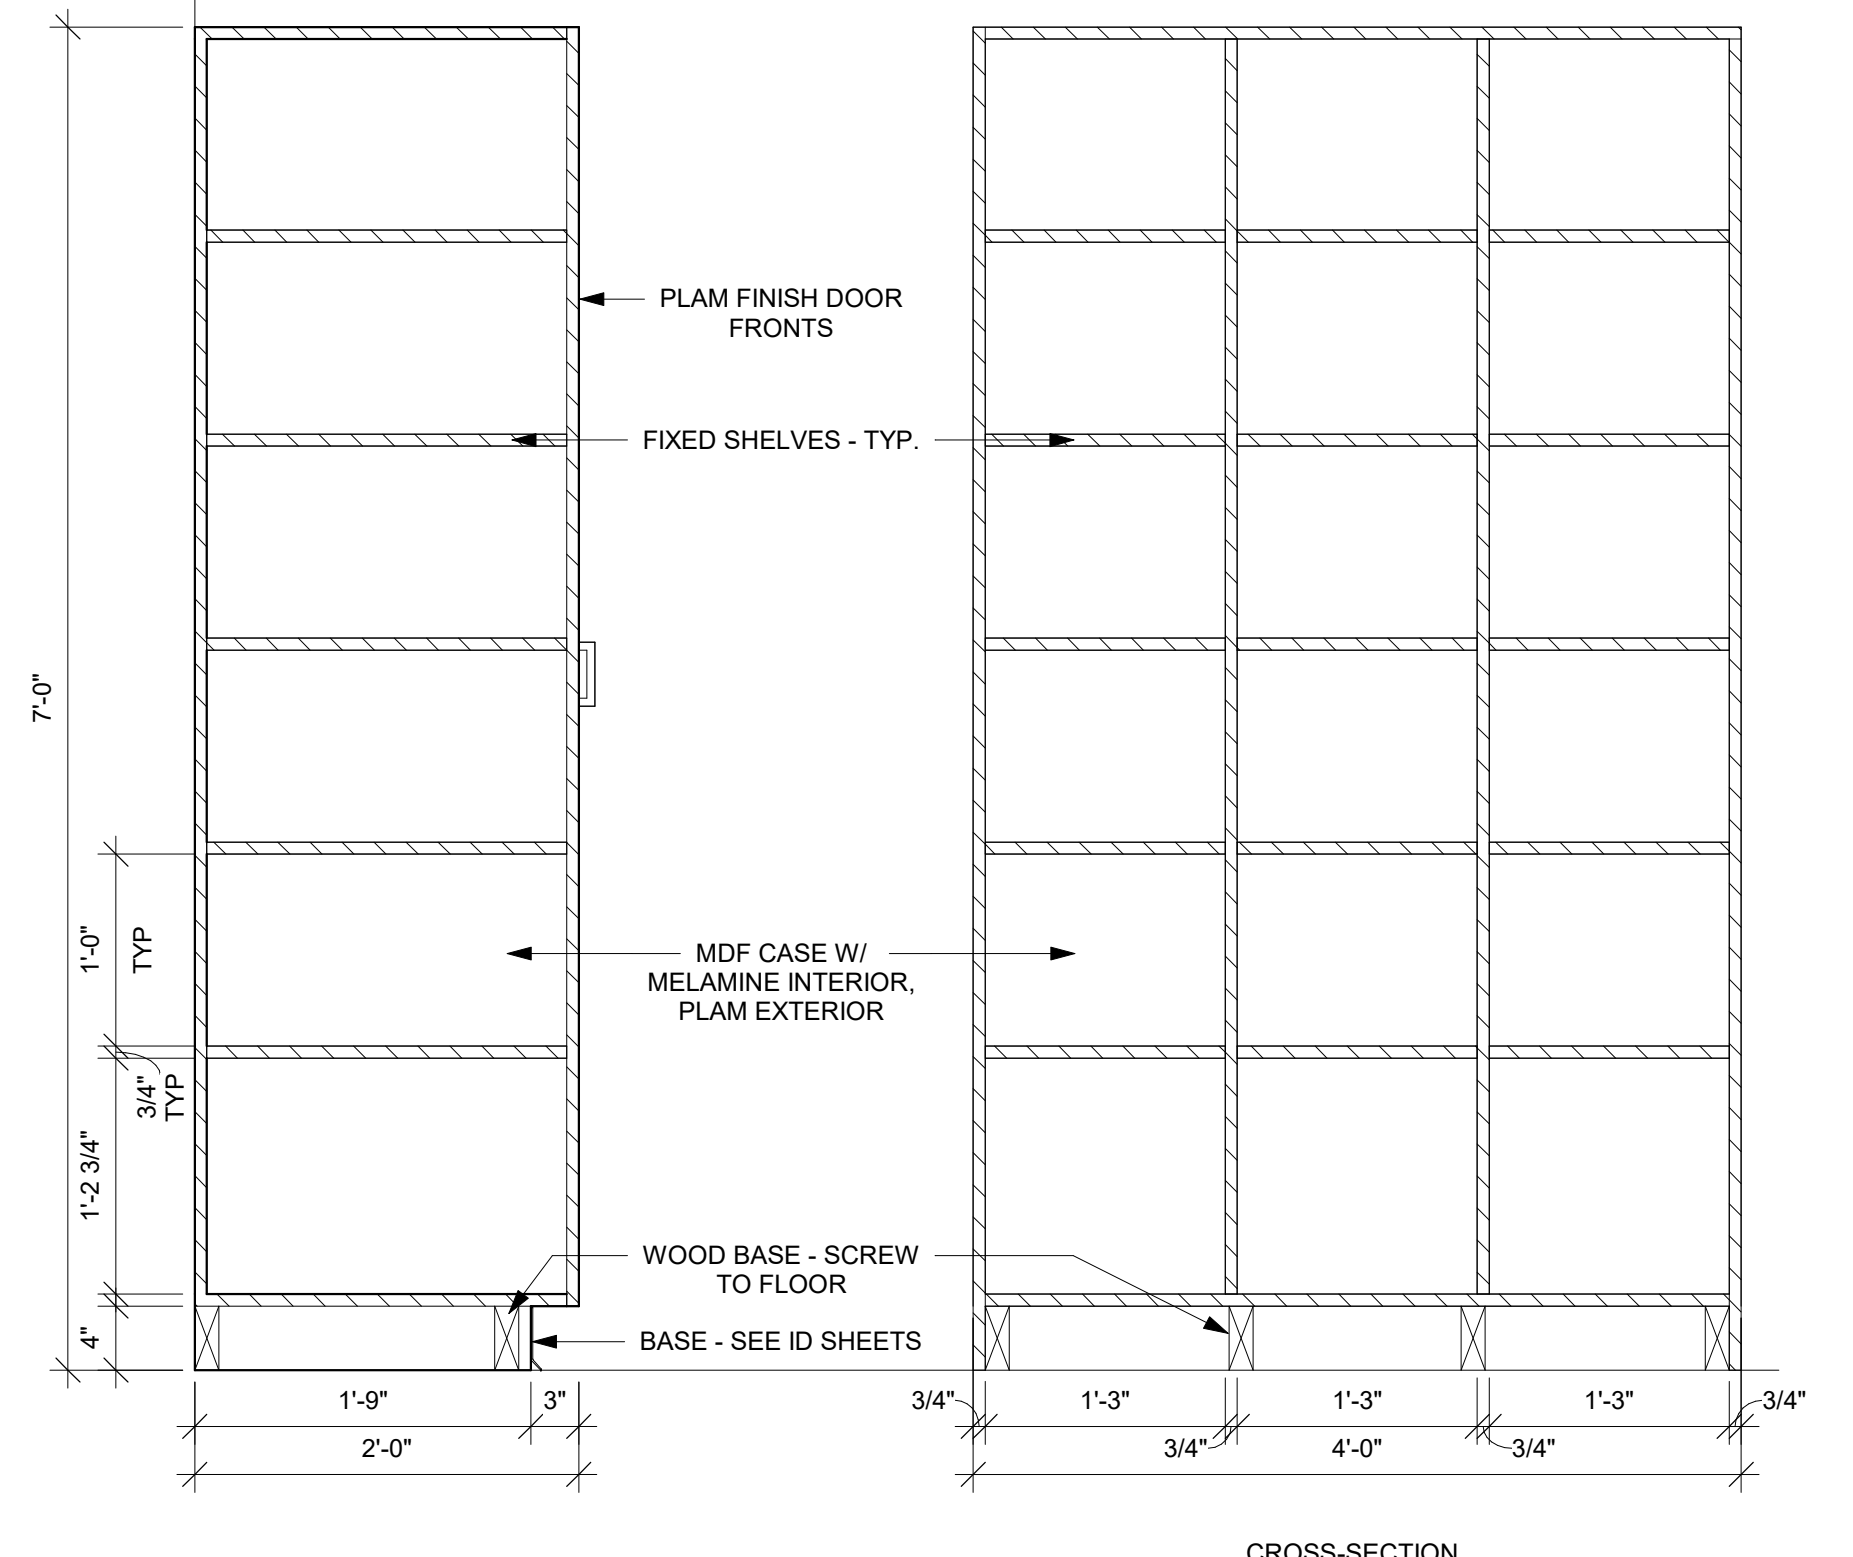 PLAM FINISH DOOR
FRONTS
FIXED SHELVES - TYP.
7'-0"
1'-0"
TYP
MDF CASE W/
MELAMINE INTERIOR,
PLAM EXTERIOR
3/4"
TYP
1'-2 3/4"
WOOD BASE - SCREW
TO FLOOR
4"
BASE - SEE ID SHEETS
1'-9"
3"
3/4"
1'-3"
1'-3"
1'-3"
3/4"
2'-0"
3/4"
4'-0"
3/4"
CROSS-SECTION